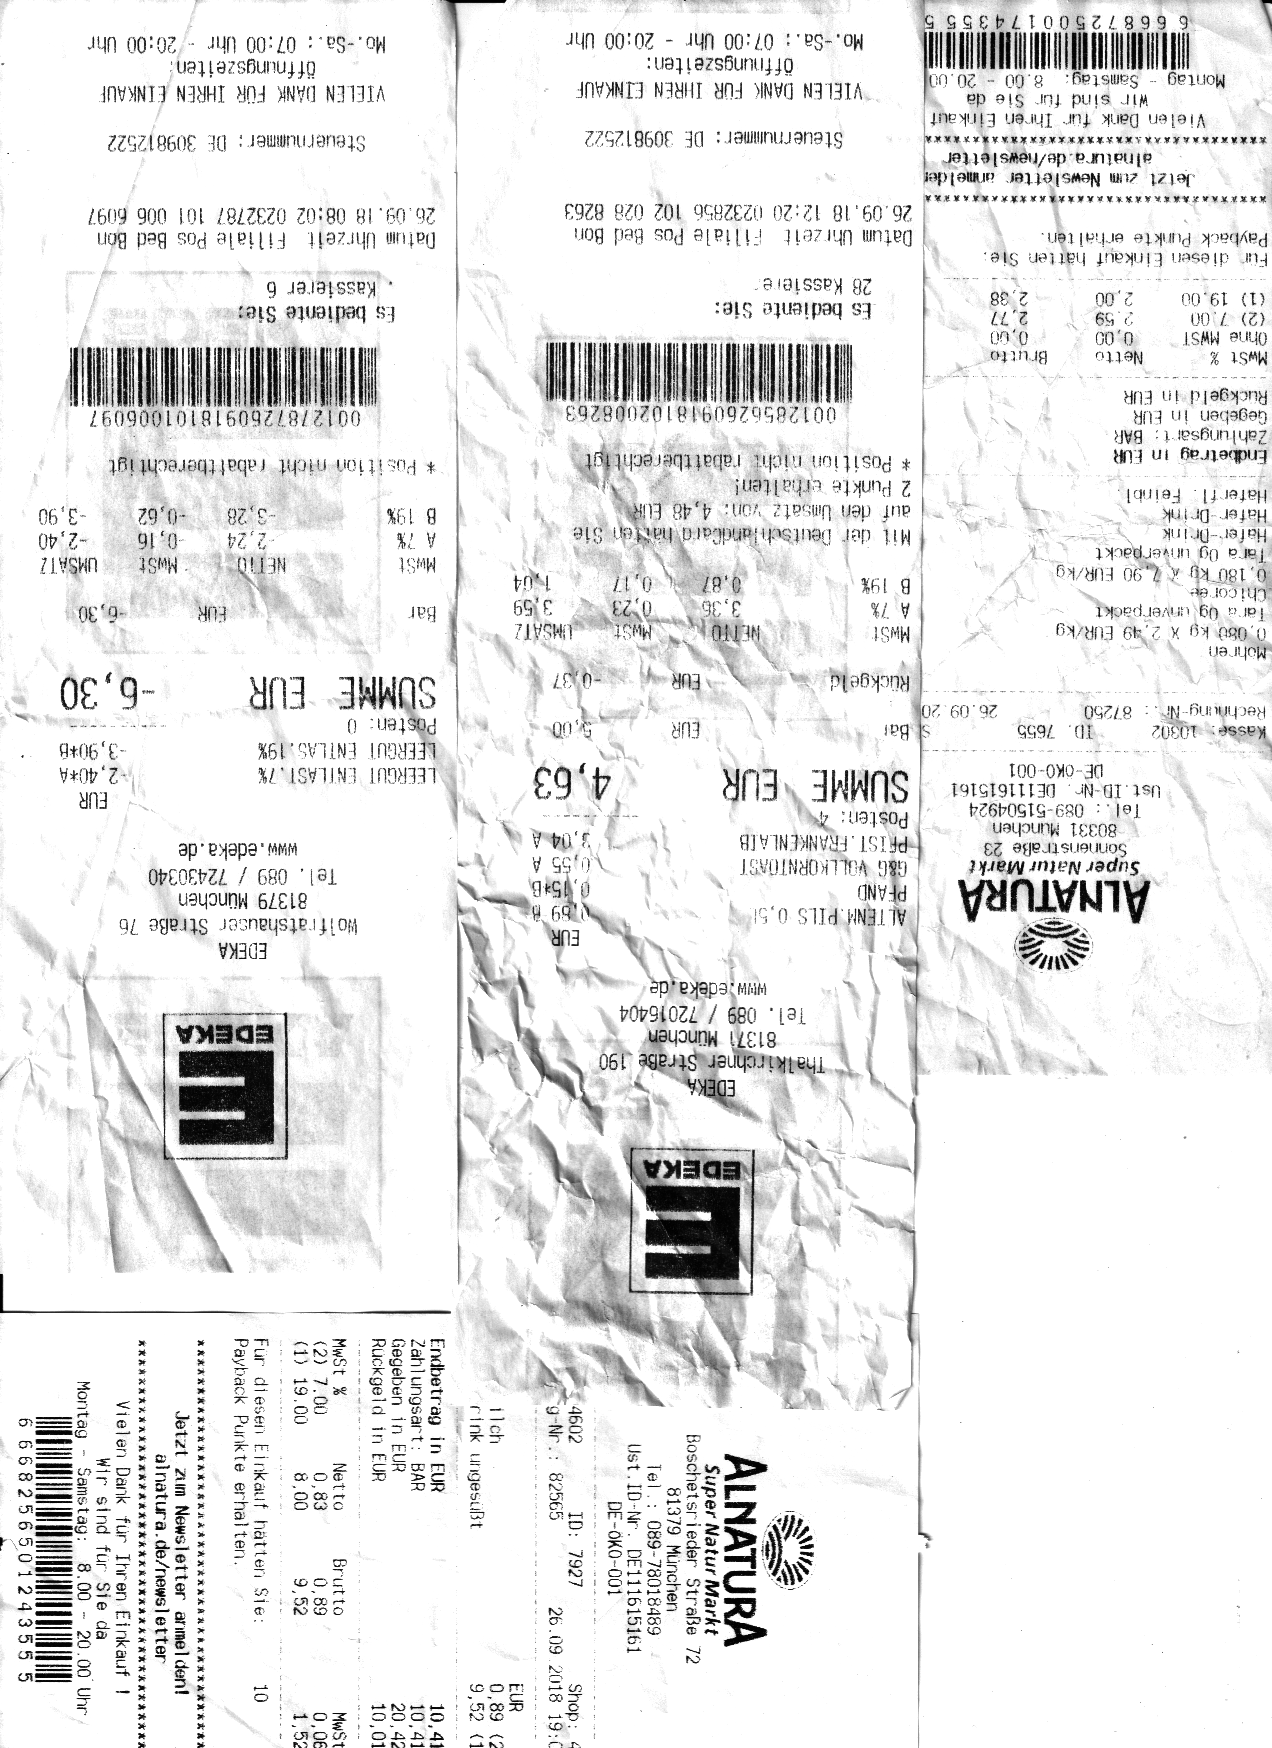 EDEKA
EDEKA
Wolfratshauser Straße 76
81379 München
Tel. 089 / 72430340
www.edeka.de
EUR
LEERGUT ENTLAST.7% -2,40*A
LEERGUT ENTLAS.19% -3,90*B
Posten: 0
SUMME EUR -6,30
Bar EUR -6,30
MWST NETTO MWST UMSATZ
A 7% -2,24 -0,16 -2,40
B 19% -3,28 -0,62 -3,90
* Position nicht rabattberechtigt
0012787260918101006097
Es bediente Sie:
. Kassierer 6
Datum Uhrzeit Filiale Pos Bed Bon
26.09.18 08:02 0232787 101 006 6097
Steuernummer: DE 309812522
VIELEN DANK FÜR IHREN EINKAUF
Öffnungszeiten:
Mo.-Sa.: 07:00 Uhr - 20:00 Uhr
EDEKA
EDEKA
Thalkirchner Straße 190
81371 München
Tel. 089 / 72016404
www.edeka.de
EUR
ALTENM.PILS 0,5l 0,89 B
PFAND 0,15*B
G&G VOLLKORNTOAST 0,55 A
PFIST.FRANKENLAIB 3,04 A
Posten: 4
SUMME EUR 4,63
Bar EUR 5,00
Rückgeld EUR -0,37
MWST NETTO MWST UMSATZ
A 7% 3,36 0,23 3,59
B 19% 0,87 0,17 1,04
Mit der DeutschlandCard hätten Sie
auf den Umsatz von: 4,48 EUR
2 Punkte erhalten!
* Position nicht rabattberechtigt
0012856260918102008263
Es bediente Sie:
28 Kassierer
Datum Uhrzeit Filiale Pos Bed Bon
26.09.18 12:20 0232856 102 028 8263
Steuernummer: DE 309812522
VIELEN DANK FÜR IHREN EINKAUF
Öffnungszeiten:
Mo.-Sa.: 07:00 Uhr - 20:00 Uhr
ALNATURA
Super Natur Markt
Sonnenstraße 23
80331 München
Tel.: 089-51504924
Ust.ID-Nr. DE111615161
DE-ÖKO-001
Kasse: 10302 ID: 7655 S
Rechnung-Nr.: 87250 26.09.20
Möhren
0,080 kg X 2,49 EUR/kg
Tara 0g unverpackt
Chicoree
0,180 kg X 7,90 EUR/kg
Tara 0g unverpackt
Hafer-Drink
Hafer-Drink
Haferfl. Feinbl.
Endbetrag in EUR
Zahlungsart: BAR
Gegeben in EUR
Rückgeld in EUR
MwSt % Netto Brutto
Ohne MWST 0,00 0,00
(2) 7.00 2,59 2,77
(1) 19.00 2,00 2,38
Für diesen Einkauf hätten Sie:
Payback Punkte erhalten.
****************************************
Jetzt zum Newsletter anmelden
alnatura.de/newsletter
****************************************
Vielen Dank für Ihren Einkauf
Wir sind für Sie da
Montag - Samstag: 8.00 - 20.00
6 66872500174355 5
ALNATURA
Super Natur Markt
Boschetsrieder Straße 72
81379 München
Tel.: 089-78018489
Ust.ID-Nr. DE111615161
DE-ÖKO-001
4602 ID: 7927 Shop: 4
g-Nr.: 82565 26.09 2018 19:0
EUR
ilch 0,89 (2
rink ungesüßt 9,52 (1
Endbetrag in EUR 10,41
Zahlungsart: BAR 10,41
Gegeben in EUR 20,42
Rückgeld in EUR 10,01
MwSt % Netto Brutto MwSt
(2) 7.00 0,83 0,89 0,06
(1) 19.00 8,00 9,52 1,52
Für diesen Einkauf hätten Sie: 10
Payback Punkte erhalten.
****************************************
Jetzt zum Newsletter anmelden!
alnatura.de/newsletter
****************************************
Vielen Dank für Ihren Einkauf !
Wir sind für Sie da
Montag - Samstag: 8.00 - 20.00 Uhr
6 668256501243555 5